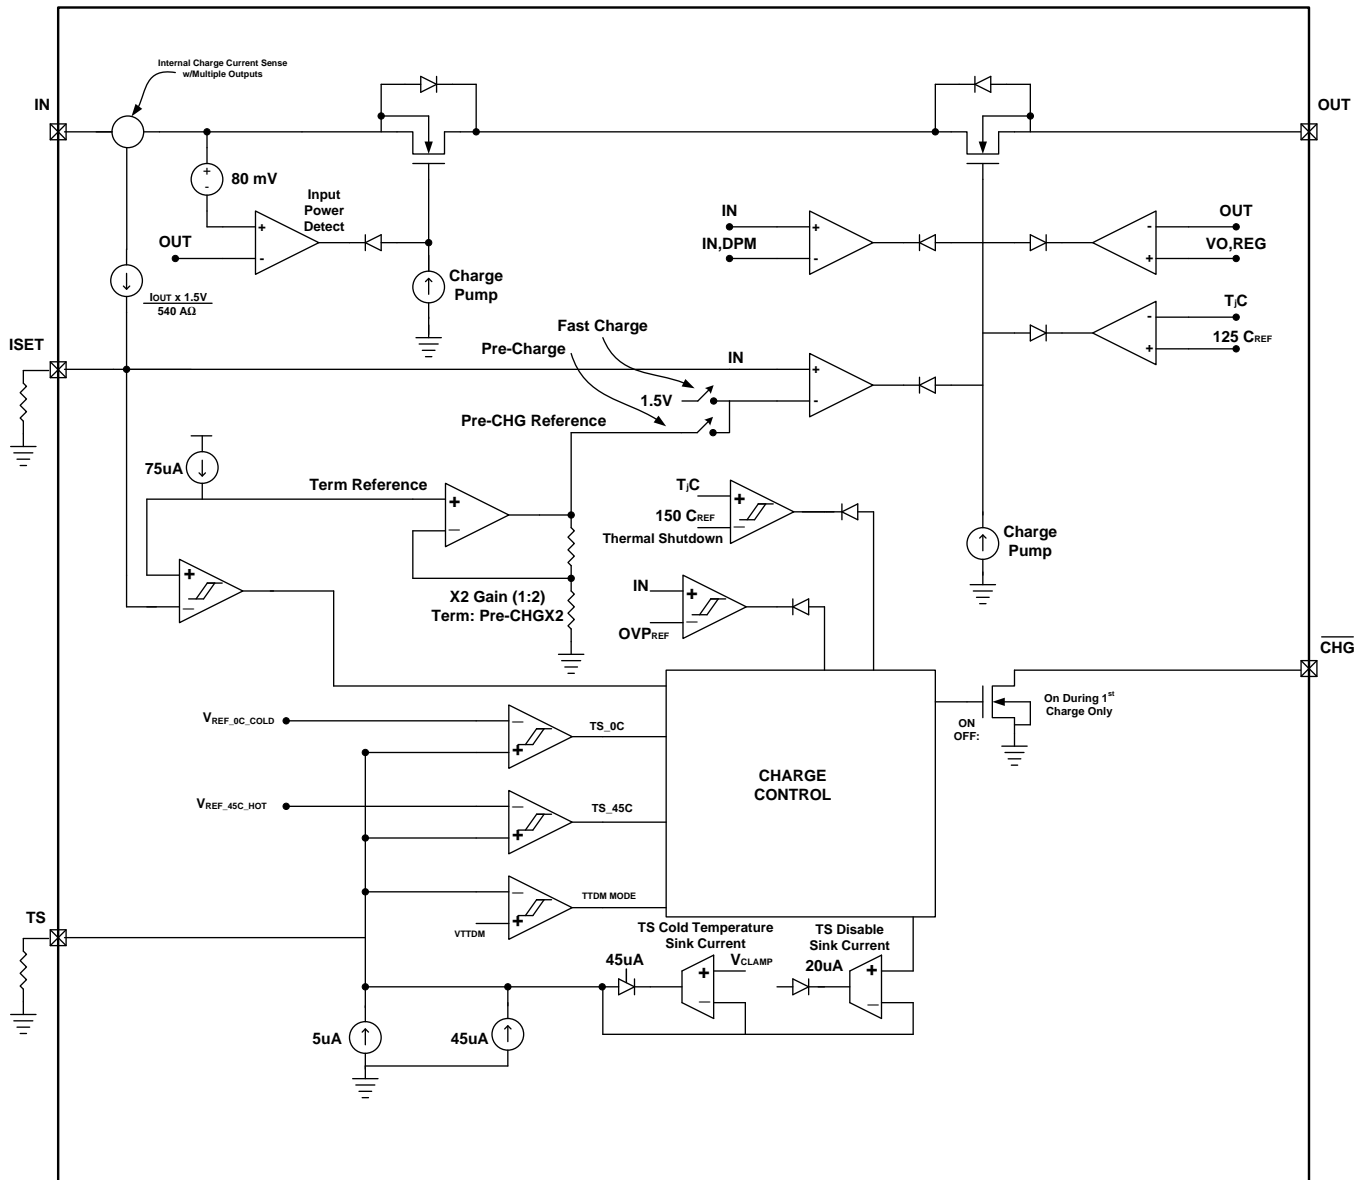 Internal Charge Current Sense
w/Multiple Outputs
IN
OUT
80 mV
Input
Power
Detect
OUT
+
-
+
-
IOUT x 1.5V
540 AΩ
Charge
Pump
IN
IN,DPM
+
-
OUT
VO,REG
-
+
TjC
125 CREF
-
+
ISET
Fast Charge
Pre-Charge
IN
1.5V
+
-
Pre-CHG Reference
75uA
Term Reference
+
−
TjC
150 CREF
Thermal Shutdown
+
−
Charge
Pump
+
−
X2 Gain (1:2)
Term: Pre-CHGX2
IN
OVPREF
+
−
CHG
VREF_0C_COLD
−
+
TS_0C
ON
OFF:
On During 1st
Charge Only
CHARGE
CONTROL
VREF_45C_HOT
−
+
TS_45C
TTDM MODE
−
+
VTTDM
TS
TS Cold Temperature
Sink Current
TS Disable
Sink Current
45uA
VCLAMP
+
−
20uA
+
−
5uA
45uA